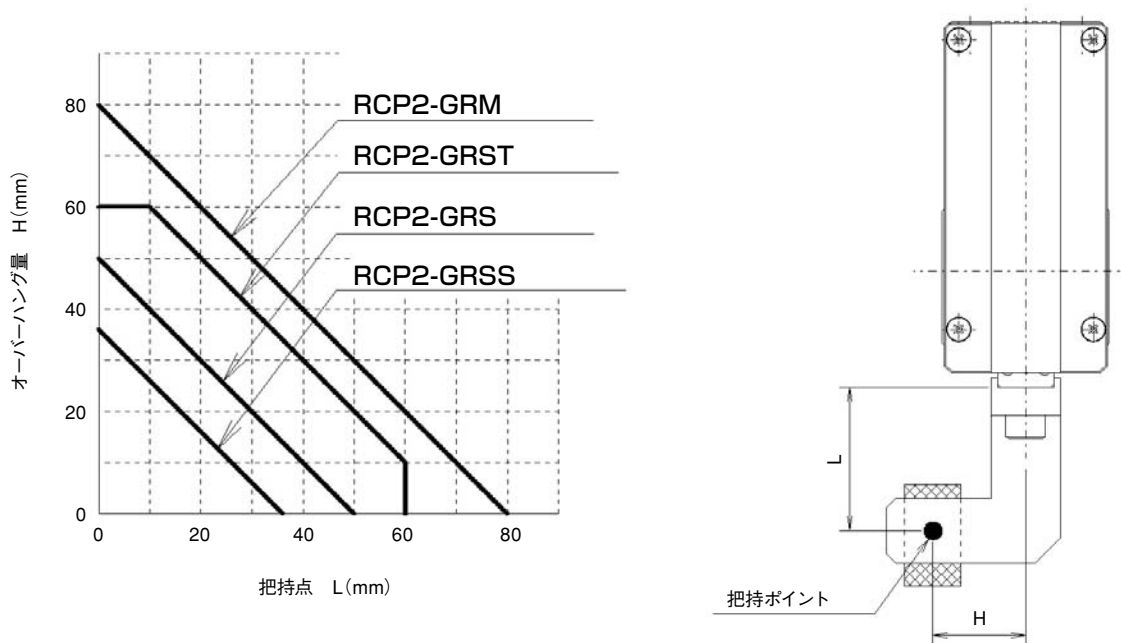 RCP2-GRM
RCP2-GRST
RCP2-GRS
RCP2-GRSS
オーバーハング量 H(mm)
80
60
40
20
0
0 20 40 60 80
把持点 L(mm)
L
把持ポイント
H